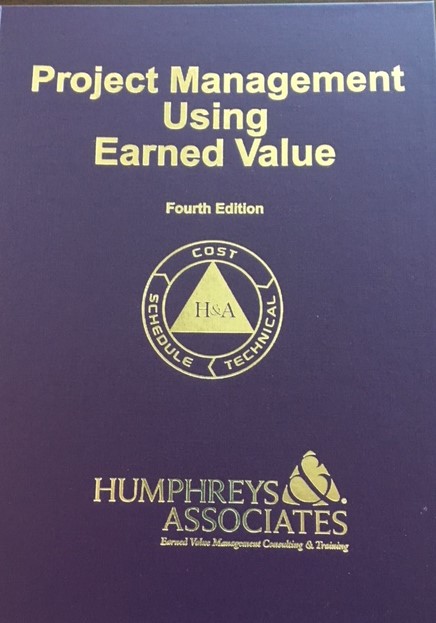 Project Management
Using
Earned Value
Fourth Edition
COST
SCHEDULE
TECHNICAL
H&A
HUMPHREYS &
ASSOCIATES
Earned Value Management Consulting & Training